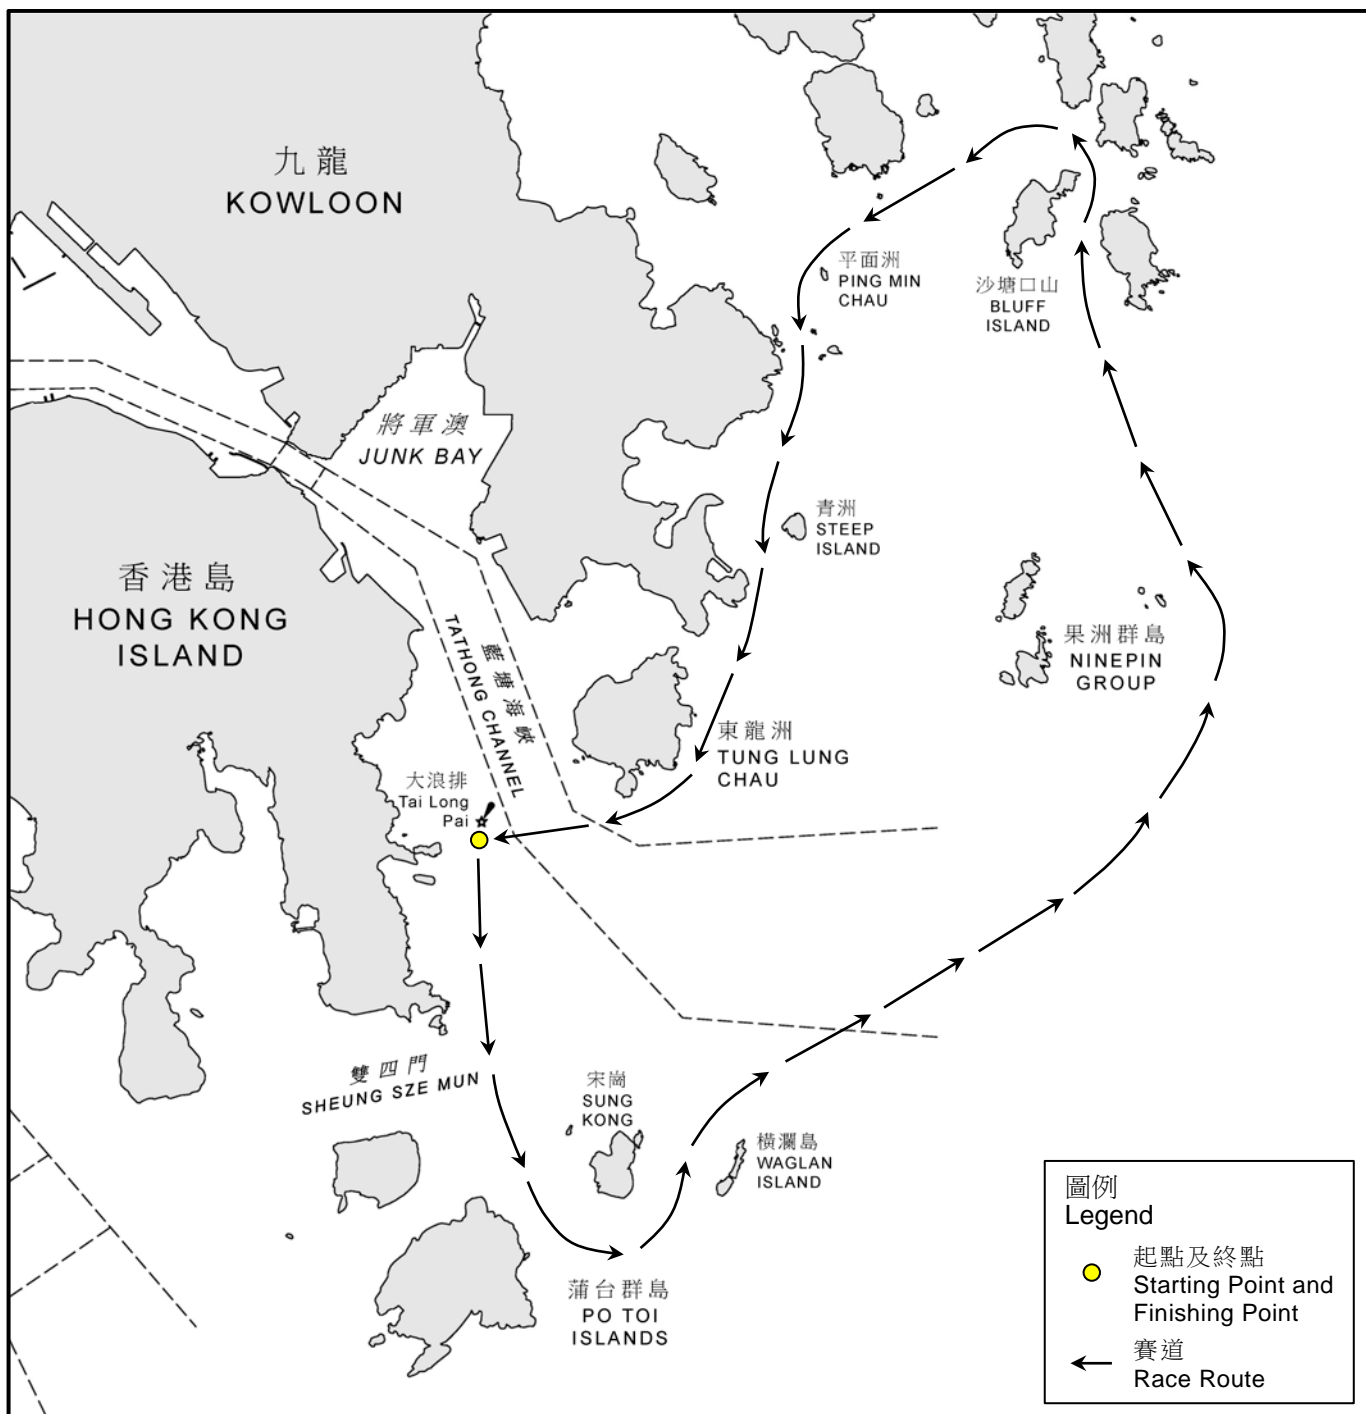 九龍
KOWLOON
平面洲
PING MIN
CHAU
沙塘口山
BLUFF
ISLAND
將軍澳
JUNK BAY
青洲
STEEP
ISLAND
香港島
HONG KONG
ISLAND
藍塘海峽
TATHONG CHANNEL
果洲群島
NINEPIN
GROUP
東龍洲
TUNG LUNG
CHAU
大浪排
Tai Long
Pai
雙四門
SHEUNG SZE MUN
宋崗
SUNG
KONG
橫瀾島
WAGLAN
ISLAND
蒲台群島
PO TOI
ISLANDS
圖例
Legend
起點及終點
Starting Point and
Finishing Point
賽道
Race Route